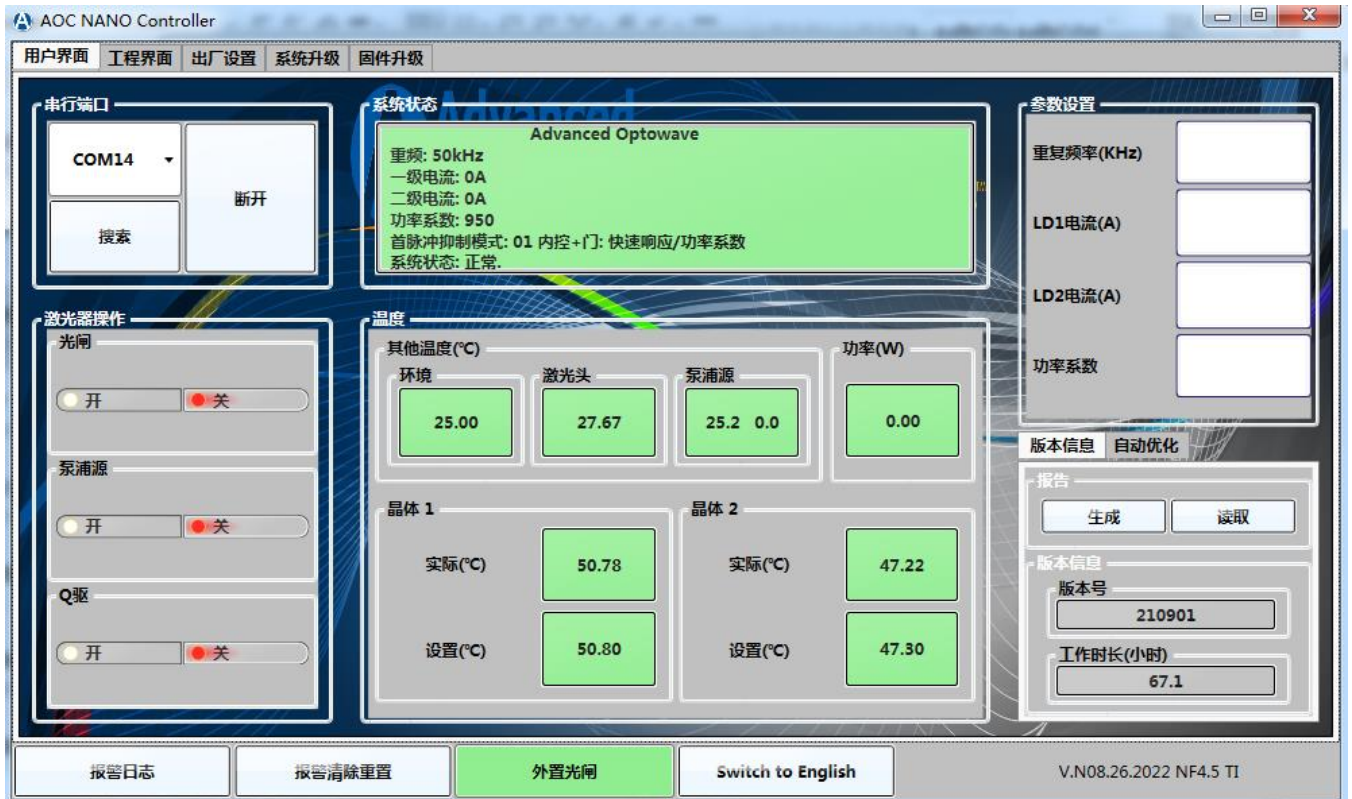 AOC NANO Controller
用户界面 工程界面 出厂设置 系统升级 固件升级
串行端口
COM14
断开
搜索
系统状态
Advanced
Advanced Optowave
重频: 50kHz
一级电流: 0A
二级电流: 0A
功率系数: 950
首脉冲抑制模式: 01 内控+门: 快速响应/功率系数
系统状态: 正常.
参数设置
重复频率(KHz)
LD1电流(A)
LD2电流(A)
功率系数
激光器操作
光闸
开 关
泵浦源
开 关
Q驱
开 关
温度
其他温度(℃)
环境 激光头 泵浦源
25.00 27.67 25.2 0.0
功率(W)
0.00
晶体 1
实际(℃) 50.78
设置(℃) 50.80
晶体 2
实际(℃) 47.22
设置(℃) 47.30
版本信息 自动优化
报告
生成 读取
版本信息
版本号
210901
工作时长(小时)
67.1
报警日志 报警清除重置 外置光闸 Switch to English V.N08.26.2022 NF4.5 TI